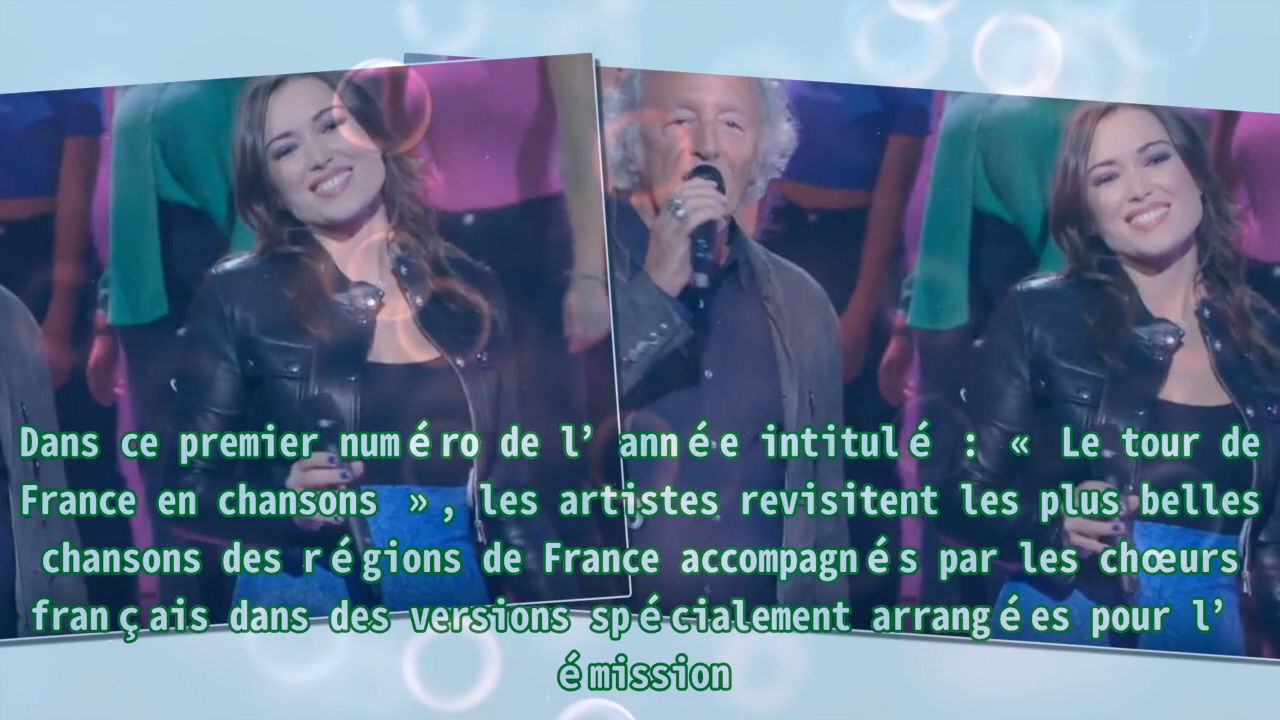 Dans ce premier numéro de l’ année intitulé : « Le tour de
France en chansons », les artistes revisitent les plus belles
chansons des régions de France accompagnés par les chœurs
français dans des versions spécialement arrangées pour l’
émission